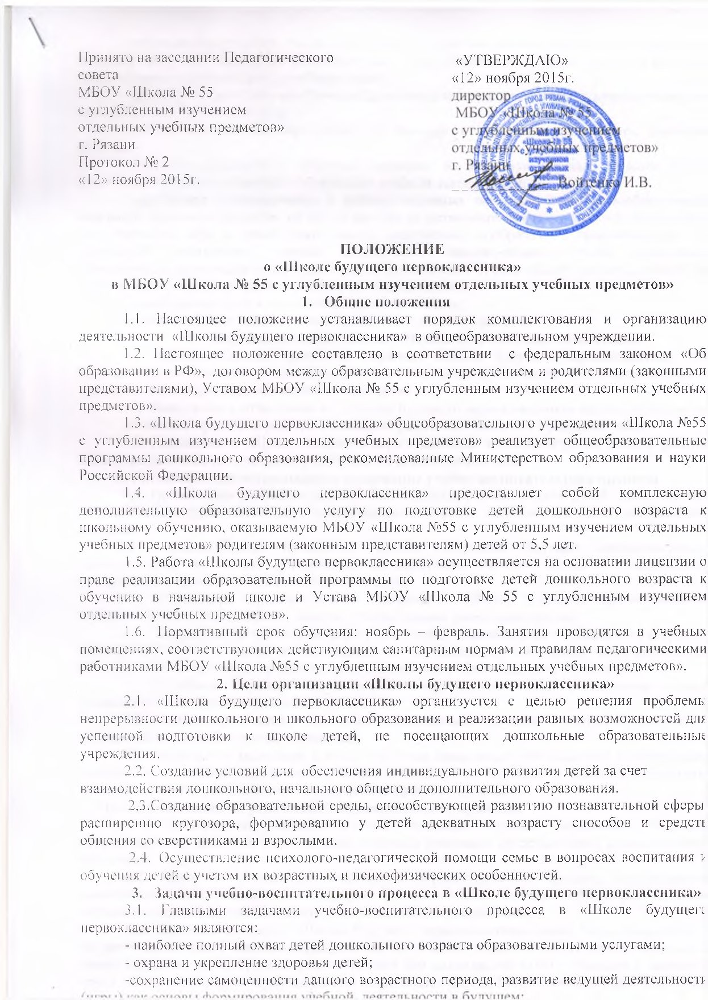 Принято на заседании Педагогического
совета
МБОУ «Школа № 55
с углубленным изучением
отдельных учебных предметов»
г. Рязани
Протокол № 2
«12» ноября 2015г.
«УТВЕРЖДАЮ»
«12» ноября 2015г.
директор
МБОУ «Школа № 55
с углубленным изучением
отдельных учебных предметов»
г. Рязани
Войтенко И.В.
ПОЛОЖЕНИЕ
о «Школе будущего первоклассника»
в МБОУ «Школа № 55 с углубленным изучением отдельных учебных предметов»
1. Общие положения
1.1. Настоящее положение устанавливает порядок комплектования и организацию
деятельности «Школы будущего первоклассника» в общеобразовательном учреждении.
1.2. Настоящее положение составлено в соответствии с федеральным законом «Об
образовании в РФ», договором между образовательным учреждением и родителями (законными
представителями), Уставом МБОУ «Школа № 55 с углубленным изучением отдельных учебных
предметов».
1.3. «Школа будущего первоклассника» общеобразовательного учреждения «Школа №55
с углубленным изучением отдельных учебных предметов» реализует общеобразовательные
программы дошкольного образования, рекомендованные Министерством образования и науки
Российской Федерации.
1.4. «Школа будущего первоклассника» предоставляет собой комплексную
дополнительную образовательную услугу по подготовке детей дошкольного возраста к
школьному обучению, оказываемую МБОУ «Школа №55 с углубленным изучением отдельных
учебных предметов» родителям (законным представителям) детей от 5,5 лет.
1.5. Работа «Школы будущего первоклассника» осуществляется на основании лицензии о
праве реализации образовательной программы по подготовке детей дошкольного возраста к
обучению в начальной школе и Устава МБОУ «Школа № 55 с углубленным изучением
отдельных учебных предметов».
1.6. Нормативный срок обучения: ноябрь – февраль. Занятия проводятся в учебных
помещениях, соответствующих действующим санитарным нормам и правилам педагогическими
работниками МБОУ «Школа №55 с углубленным изучением отдельных учебных предметов».
2. Цели организации «Школы будущего первоклассника»
2.1. «Школа будущего первоклассника» организуется с целью решения проблемы
непрерывности дошкольного и школьного образования и реализации равных возможностей для
успешной подготовки к школе детей, не посещающих дошкольные образовательные
учреждения.
2.2. Создание условий для обеспечения индивидуального развития детей за счет
взаимодействия дошкольного, начального общего и дополнительного образования.
2.3.Создание образовательной среды, способствующей развитию познавательной сферы
расширению кругозора, формированию у детей адекватных возрасту способов и средств
общения со сверстниками и взрослыми.
2.4. Осуществление психолого-педагогической помощи семье в вопросах воспитания и
обучения детей с учетом их возрастных и психофизических особенностей.
3. Задачи учебно-воспитательного процесса в «Школе будущего первоклассника»
3.1. Главными задачами учебно-воспитательного процесса в «Школе будущего
первоклассника» являются:
- наиболее полный охват детей дошкольного возраста образовательными услугами;
- охрана и укрепление здоровья детей;
-сохранение самоценности данного возрастного периода, развитие ведущей деятельности
(игры) как основы формирования учебной деятельности в будущем;